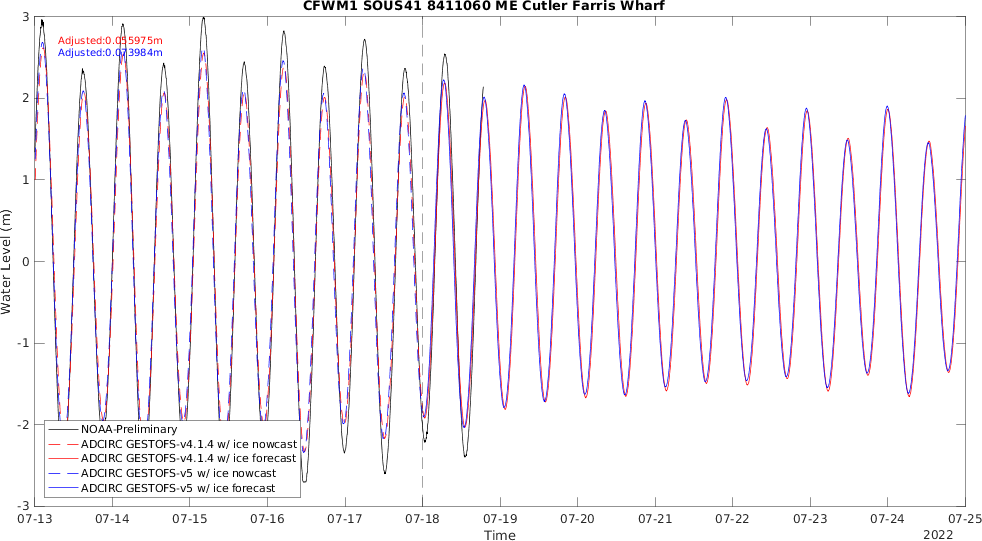 CFWM1 SOUS41 8411060 ME Cutler Farris Wharf
Adjusted:0.055975m
Adjusted:0.073984m
3
2
1
0
-1
-2
-3
Water Level (m)
NOAA-Preliminary
ADCIRC GESTOFS-v4.1.4 w/ ice nowcast
ADCIRC GESTOFS-v4.1.4 w/ ice forecast
ADCIRC GESTOFS-v5 w/ ice nowcast
ADCIRC GESTOFS-v5 w/ ice forecast
07-13 07-14 07-15 07-16 07-17 07-18 07-19 07-20 07-21 07-22 07-23 07-24 07-25
Time
2022